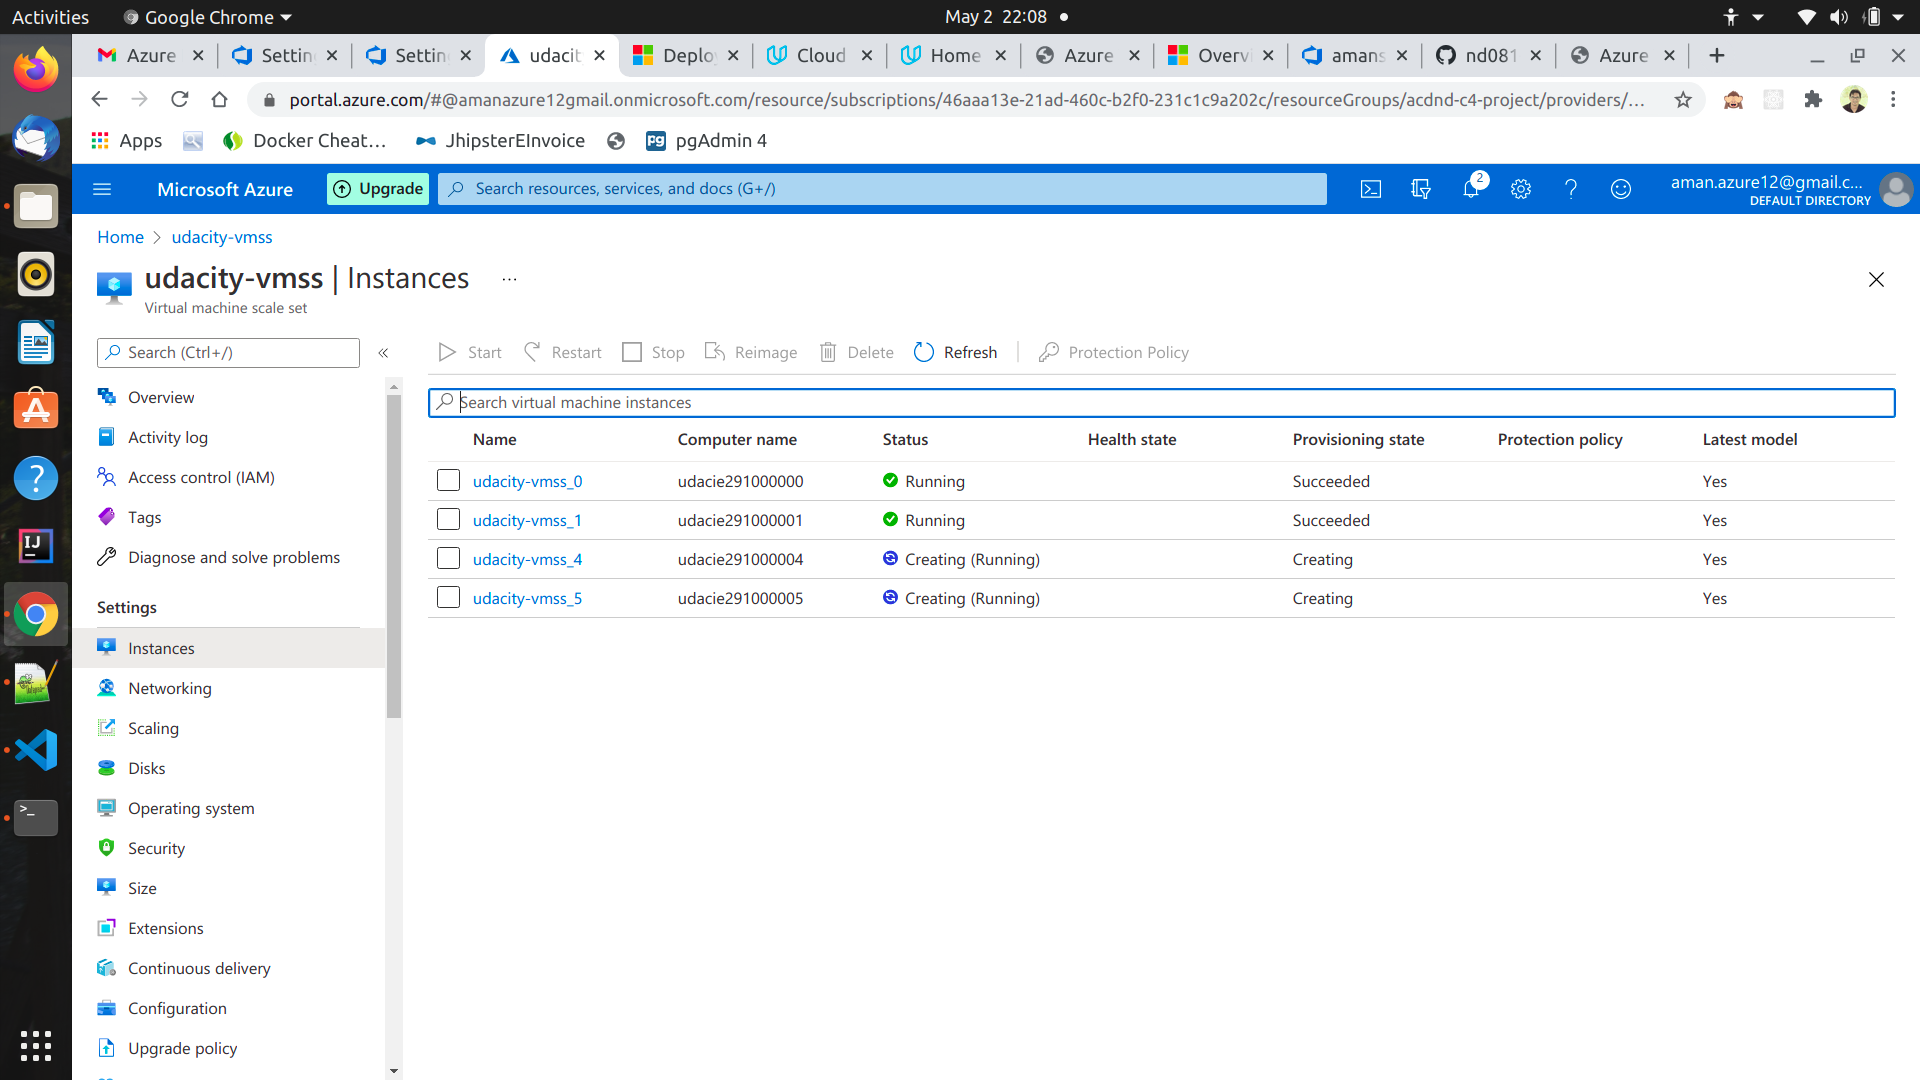 Activities Google Chrome May 2 22:08
Azure Setting Setting udacit Deplo Cloud Home Azure Overvi amans nd081 Azure
portal.azure.com/#@amanazure12gmail.onmicrosoft.com/resource/subscriptions/46aaa13e-21ad-460c-b2f0-231c1c9a202c/resourceGroups/acdnd-c4-project/providers/...
Apps Docker Cheat... JhipsterEInvoice pgAdmin 4
Microsoft Azure Upgrade Search resources, services, and docs (G+/) 2 aman.azure12@gmail.c...
DEFAULT DIRECTORY
Home > udacity-vmss
udacity-vmss | Instances ...
Virtual machine scale set
Search (Ctrl+/) «
Start Restart Stop Reimage Delete Refresh Protection Policy
Search virtual machine instances
Name Computer name Status Health state Provisioning state Protection policy Latest model
udacity-vmss_0 udacie291000000 Running Succeeded Yes
udacity-vmss_1 udacie291000001 Running Succeeded Yes
udacity-vmss_4 udacie291000004 Creating (Running) Creating Yes
udacity-vmss_5 udacie291000005 Creating (Running) Creating Yes
Overview
Activity log
Access control (IAM)
Tags
Diagnose and solve problems
Settings
Instances
Networking
Scaling
Disks
Operating system
Security
Size
Extensions
Continuous delivery
Configuration
Upgrade policy